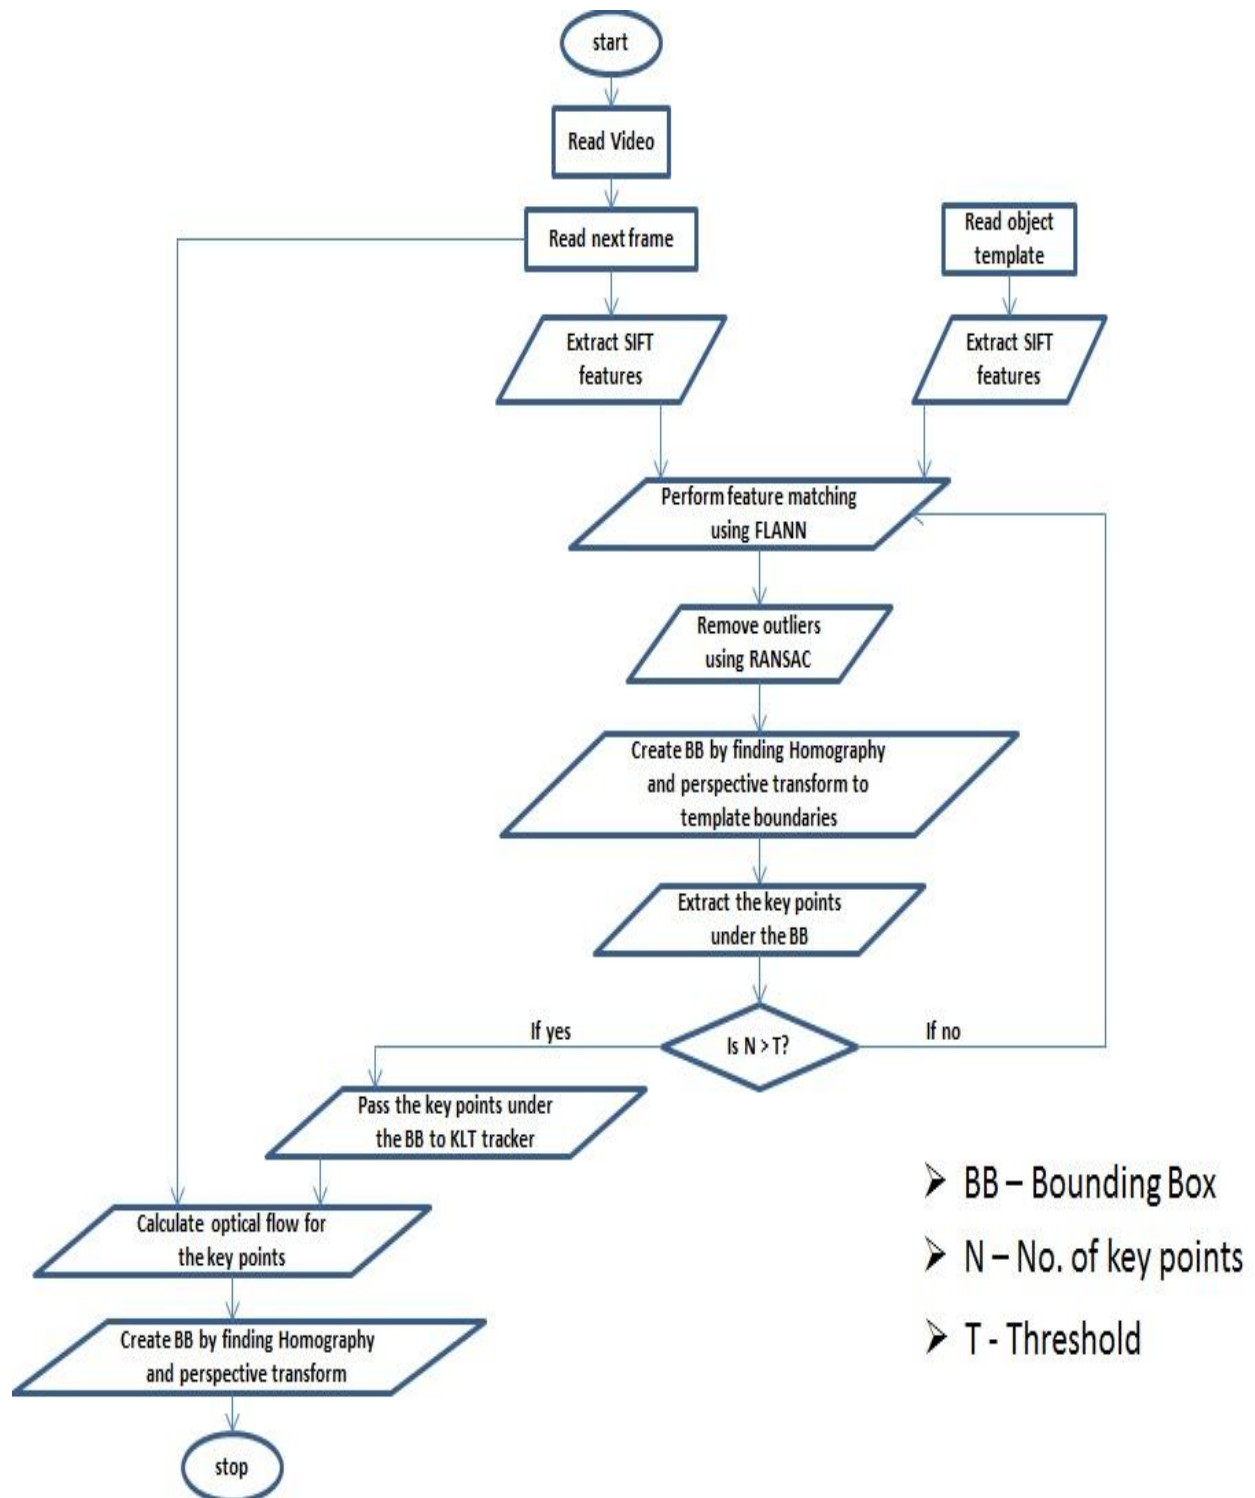 start
Read Video
Read next frame
Read object
template
Extract SIFT
features
Extract SIFT
features
Perform feature matching
using FLANN
Remove outliers
using RANSAC
Create BB by finding Homography
and perspective transform to
template boundaries
Extract the key points
under the BB
If yes
Is N > T?
If no
Pass the key points under
the BB to KLT tracker
Calculate optical flow for
the key points
Create BB by finding Homography
and perspective transform
stop
➢ BB – Bounding Box
➢ N – No. of key points
➢ T - Threshold